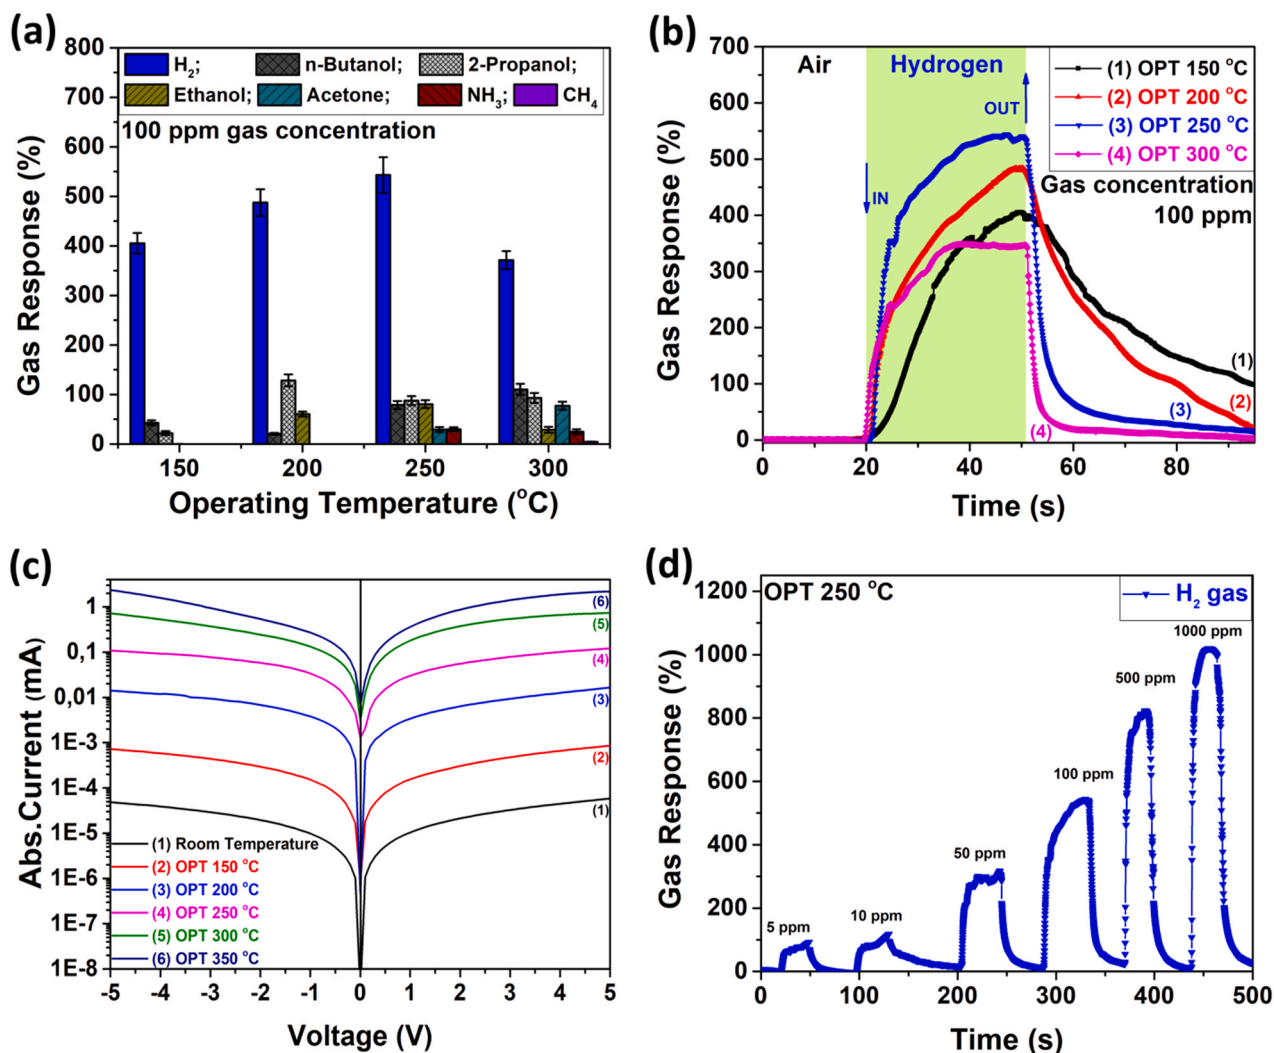 (a)
800
700
600
500
400
300
200
100
0
Gas Response (%)
H2; n-Butanol; 2-Propanol;
Ethanol; Acetone; NH3; CH4
100 ppm gas concentration
150 200 250 300
Operating Temperature (°C)
(b)
700
600
500
400
300
200
100
0
Gas Response (%)
Air Hydrogen
OUT
IN
(1) OPT 150 °C
(2) OPT 200 °C
(3) OPT 250 °C
(4) OPT 300 °C
Gas concentration
100 ppm
(1)
(2)
(3)
(4)
0 20 40 60 80
Time (s)
(c)
1
0,1
0,01
1E-3
1E-4
1E-5
1E-6
1E-7
1E-8
Abs.Current (mA)
(6)
(5)
(4)
(3)
(2)
(1)
(1) Room Temperature
(2) OPT 150 °C
(3) OPT 200 °C
(4) OPT 250 °C
(5) OPT 300 °C
(6) OPT 350 °C
-5 -4 -3 -2 -1 0 1 2 3 4 5
Voltage (V)
(d)
1200
1000
800
600
400
200
0
Gas Response (%)
OPT 250 °C
H2 gas
1000 ppm
500 ppm
100 ppm
50 ppm
10 ppm
5 ppm
0 100 200 300 400 500
Time (s)